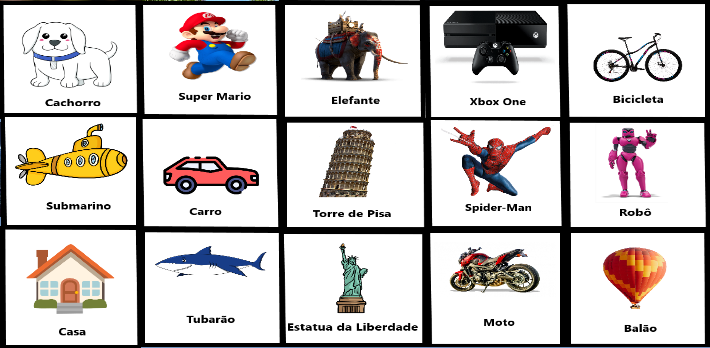 Cachorro
Super Mario
Elefante
Xbox One
Bicicleta
Submarino
Carro
Torre de Pisa
Spider-Man
Robô
Casa
Tubarão
Estatua da Liberdade
Moto
Balão